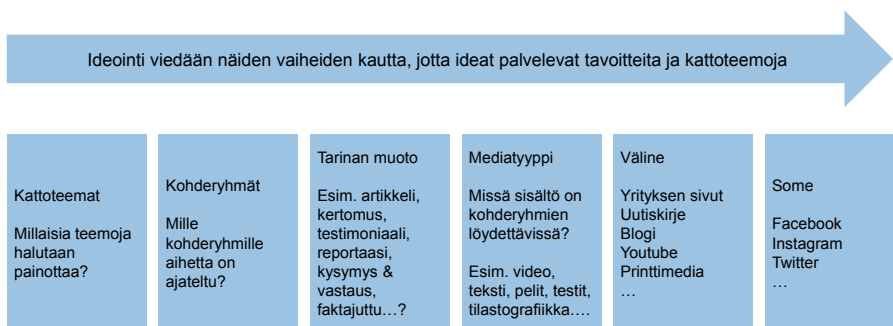 Ideointi viedään näiden vaiheiden kautta, jotta ideat palvelevat tavoitteita ja kattoteemoja
Kattoteemat
Millaisia teemoja
halutaan
painottaa?
Kohderyhmät
Mille
kohderyhmille
aihetta on
ajateltu?
Tarinan muoto
Esim. artikkeli,
kertomus,
testimoniaali,
reportaasi,
kysymys &
vastaus,
faktajuttu…?
Mediatyyppi
Missä sisältö on
kohderyhmien
löydettävissä?
Esim. video,
teksti, pelit, testit,
tilastografiikka….
Väline
Yrityksen sivut
Uutiskirje
Blogi
Youtube
Printtimedia
…
Some
Facebook
Instagram
Twitter
…